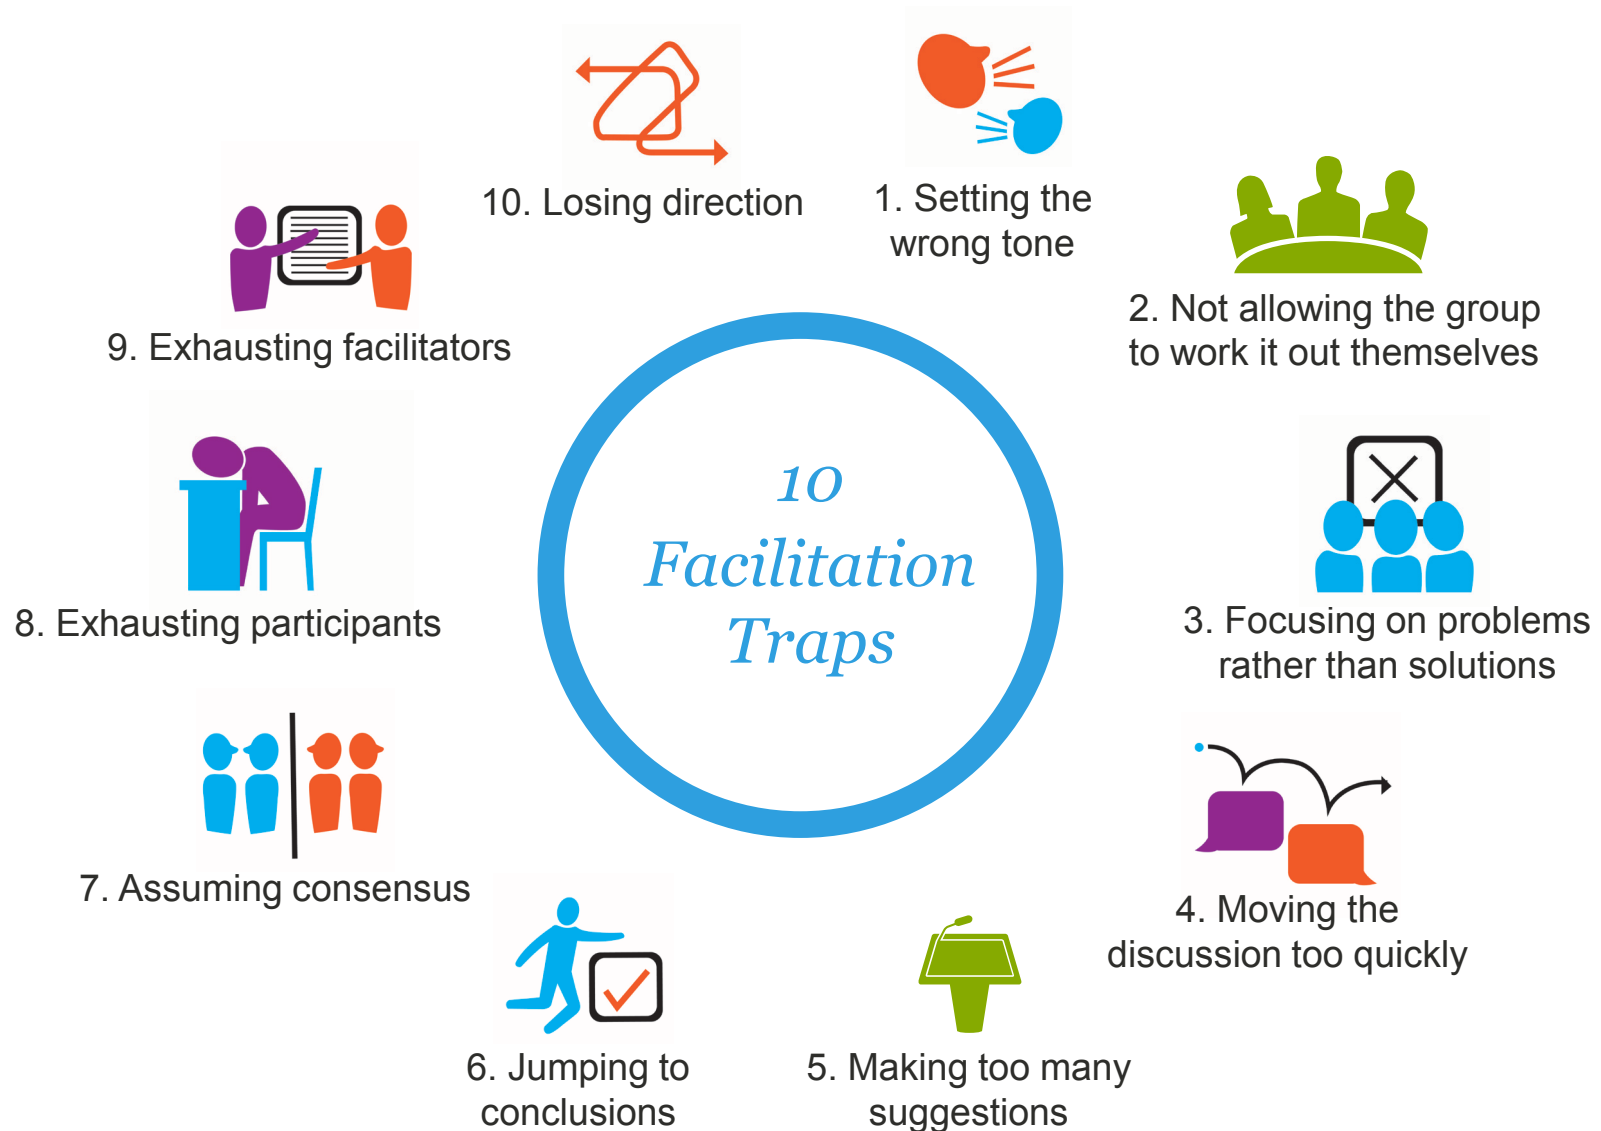 10
Facilitation
Traps
1. Setting the
wrong tone
2. Not allowing the group
to work it out themselves
3. Focusing on problems
rather than solutions
4. Moving the
discussion too quickly
5. Making too many
suggestions
6. Jumping to
conclusions
7. Assuming consensus
8. Exhausting participants
9. Exhausting facilitators
10. Losing direction